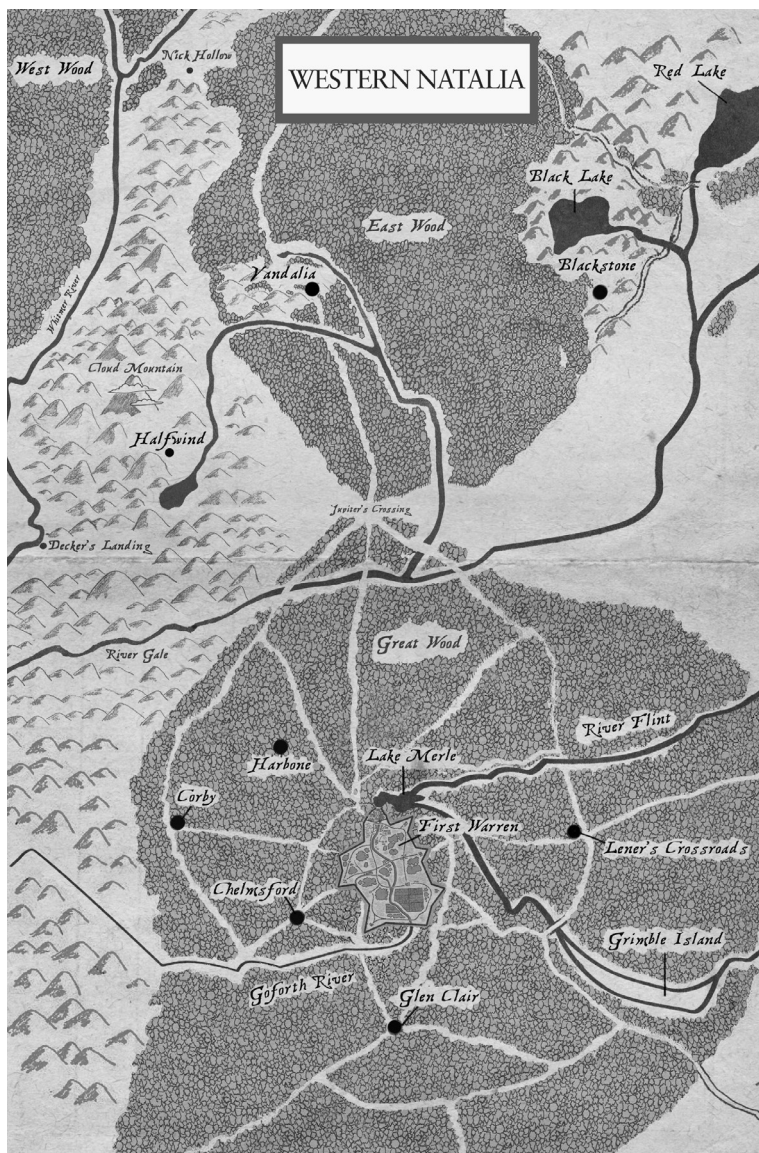 Nick Hollow
West Wood
WESTERN NATALIA
Red Lake
Black Lake
East Wood
Yandalia
Blackstone
Whitmer River
Cloud Mountain
Halfwind
Jupiter's Crossing
Decker's Landing
Great Wood
River Gale
River Flint
Harbone
Lake Merle
Corby
First Warren
Lener's Crossroads
Chelmsford
Grimble Island
Goforth River
Glen Clair